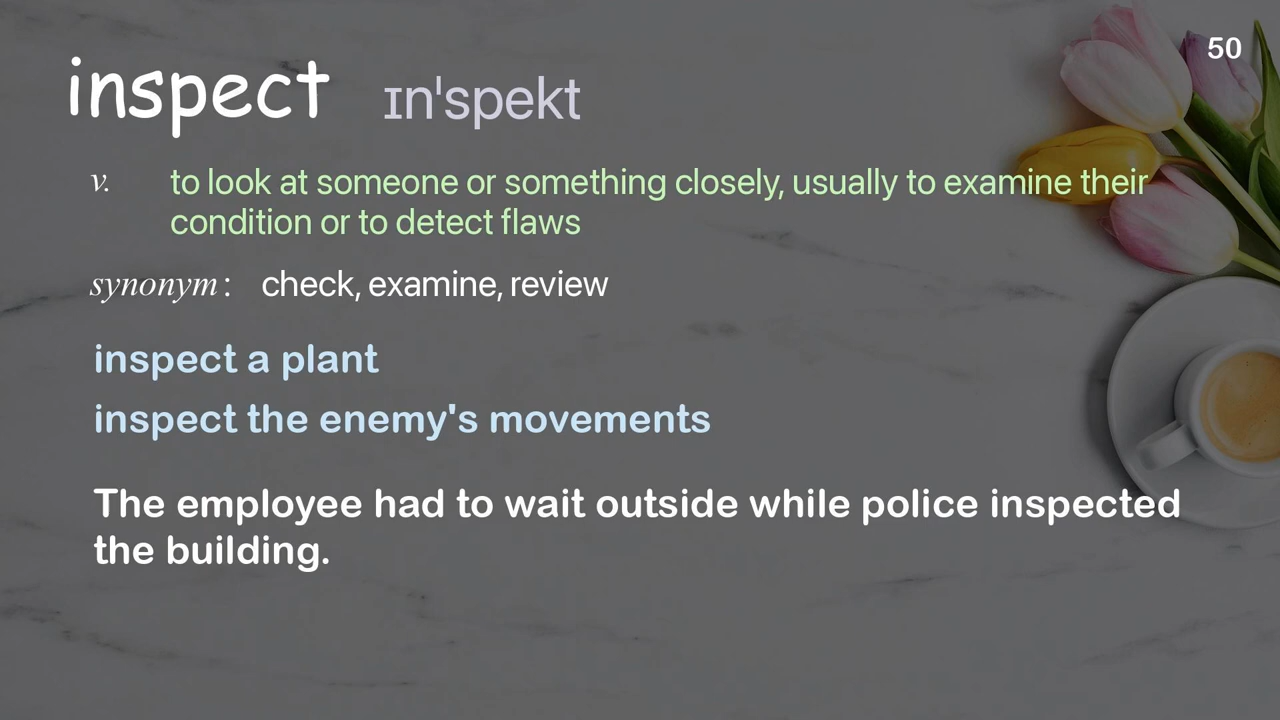 50
inspect ɪn'spekt
v. to look at someone or something closely, usually to examine their
condition or to detect flaws
synonym : check, examine, review
inspect a plant
inspect the enemy's movements
The employee had to wait outside while police inspected
the building.